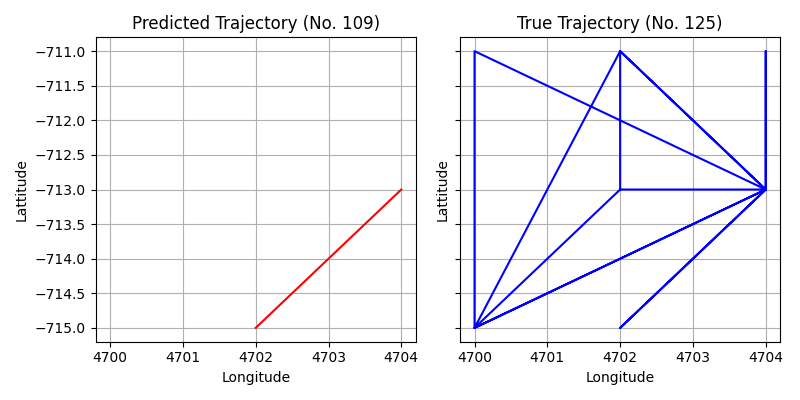 Predicted Trajectory (No. 109)
True Trajectory (No. 125)
−711.0
−711.5
−712.0
−712.5
−713.0
−713.5
−714.0
−714.5
−715.0
Lattitude
Lattitude
4700 4701 4702 4703 4704
4700 4701 4702 4703 4704
Longitude
Longitude